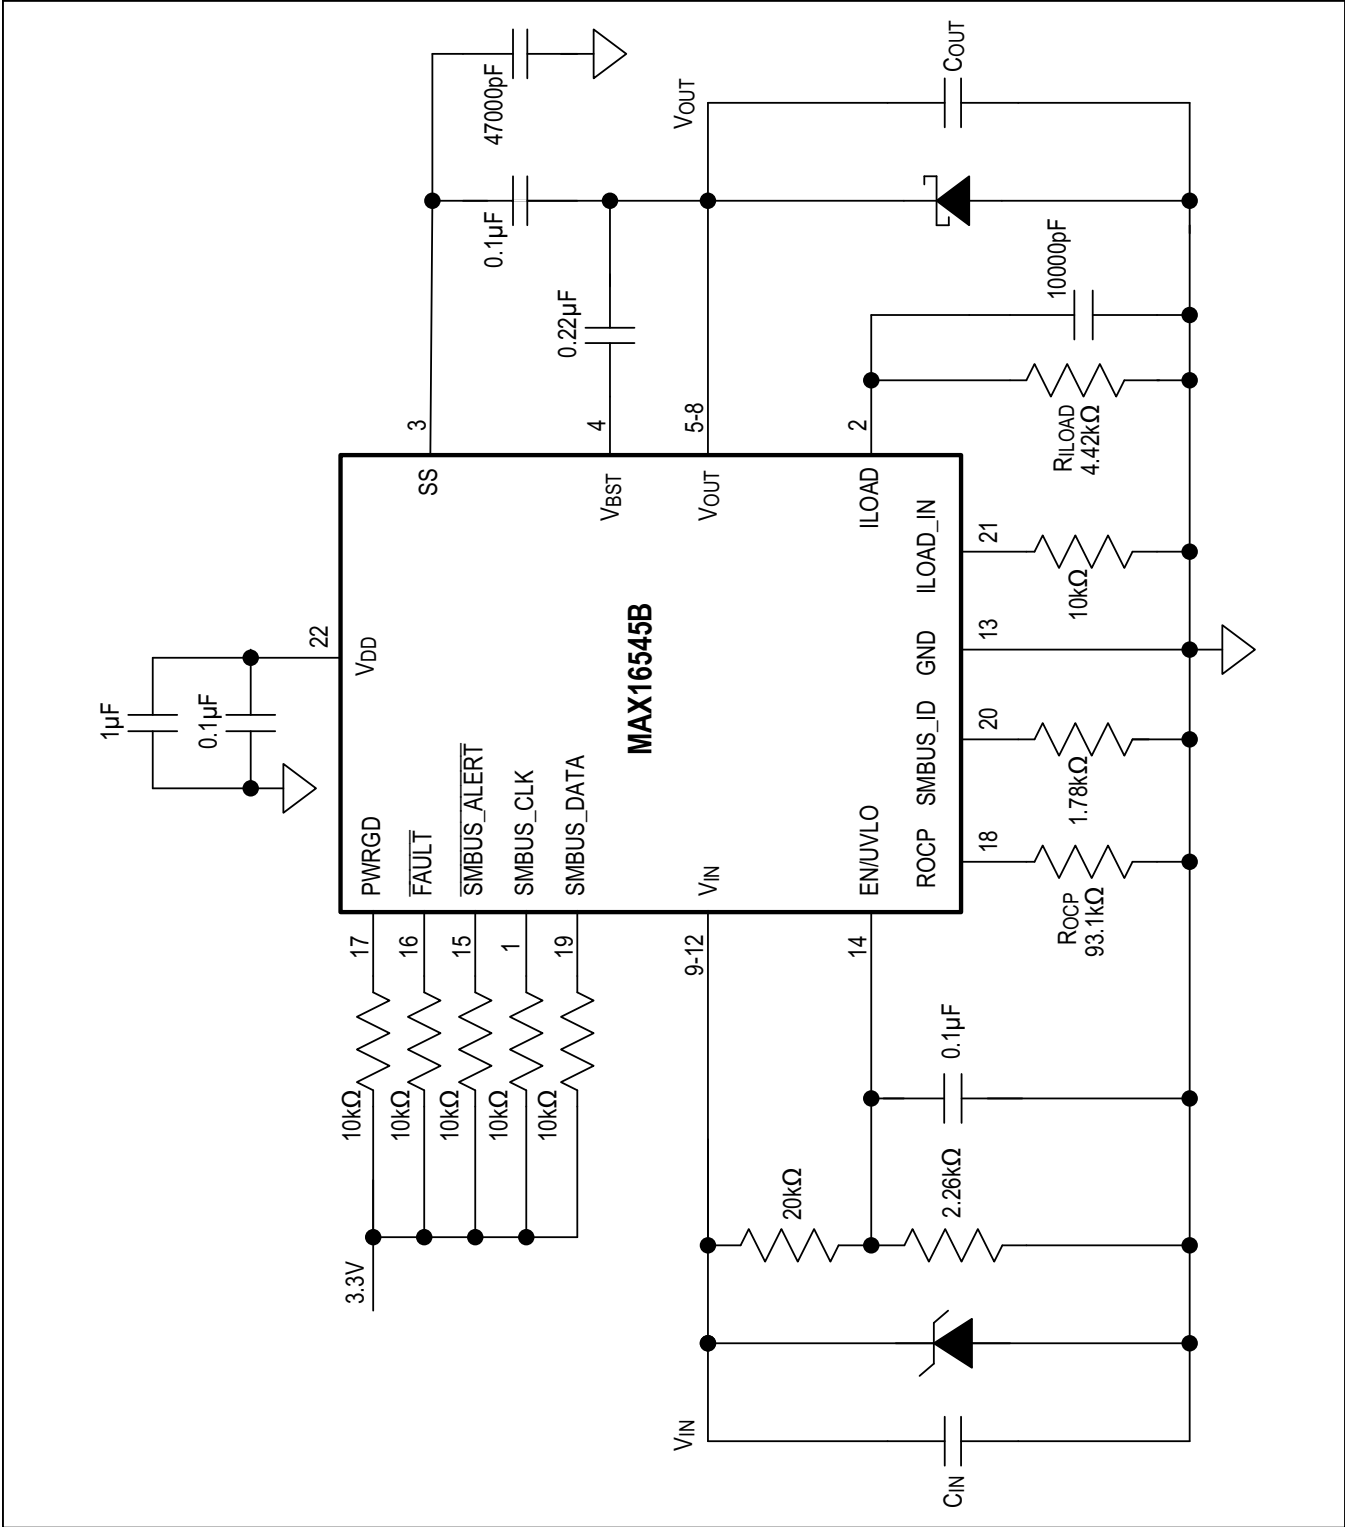 1µF
0.1µF
22
VDD
3.3V
10kΩ
10kΩ
10kΩ
10kΩ
10kΩ
17
16
15
1
19
PWRGD
FAULT
SMBUS_ALERT
SMBUS_CLK
SMBUS_DATA
MAX16545B
SS
3
47000pF
0.1µF
VBST
4
0.22µF
VOUT
5-8
VOUT
COUT
ILOAD
2
10000pF
RILOAD
4.42kΩ
VIN
CIN
9-12
VIN
20kΩ
2.26kΩ
0.1µF
14
EN/UVLO
ROCP
18
ROCP
93.1kΩ
SMBUS_ID
20
1.78kΩ
GND
13
ILOAD_IN
21
10kΩ